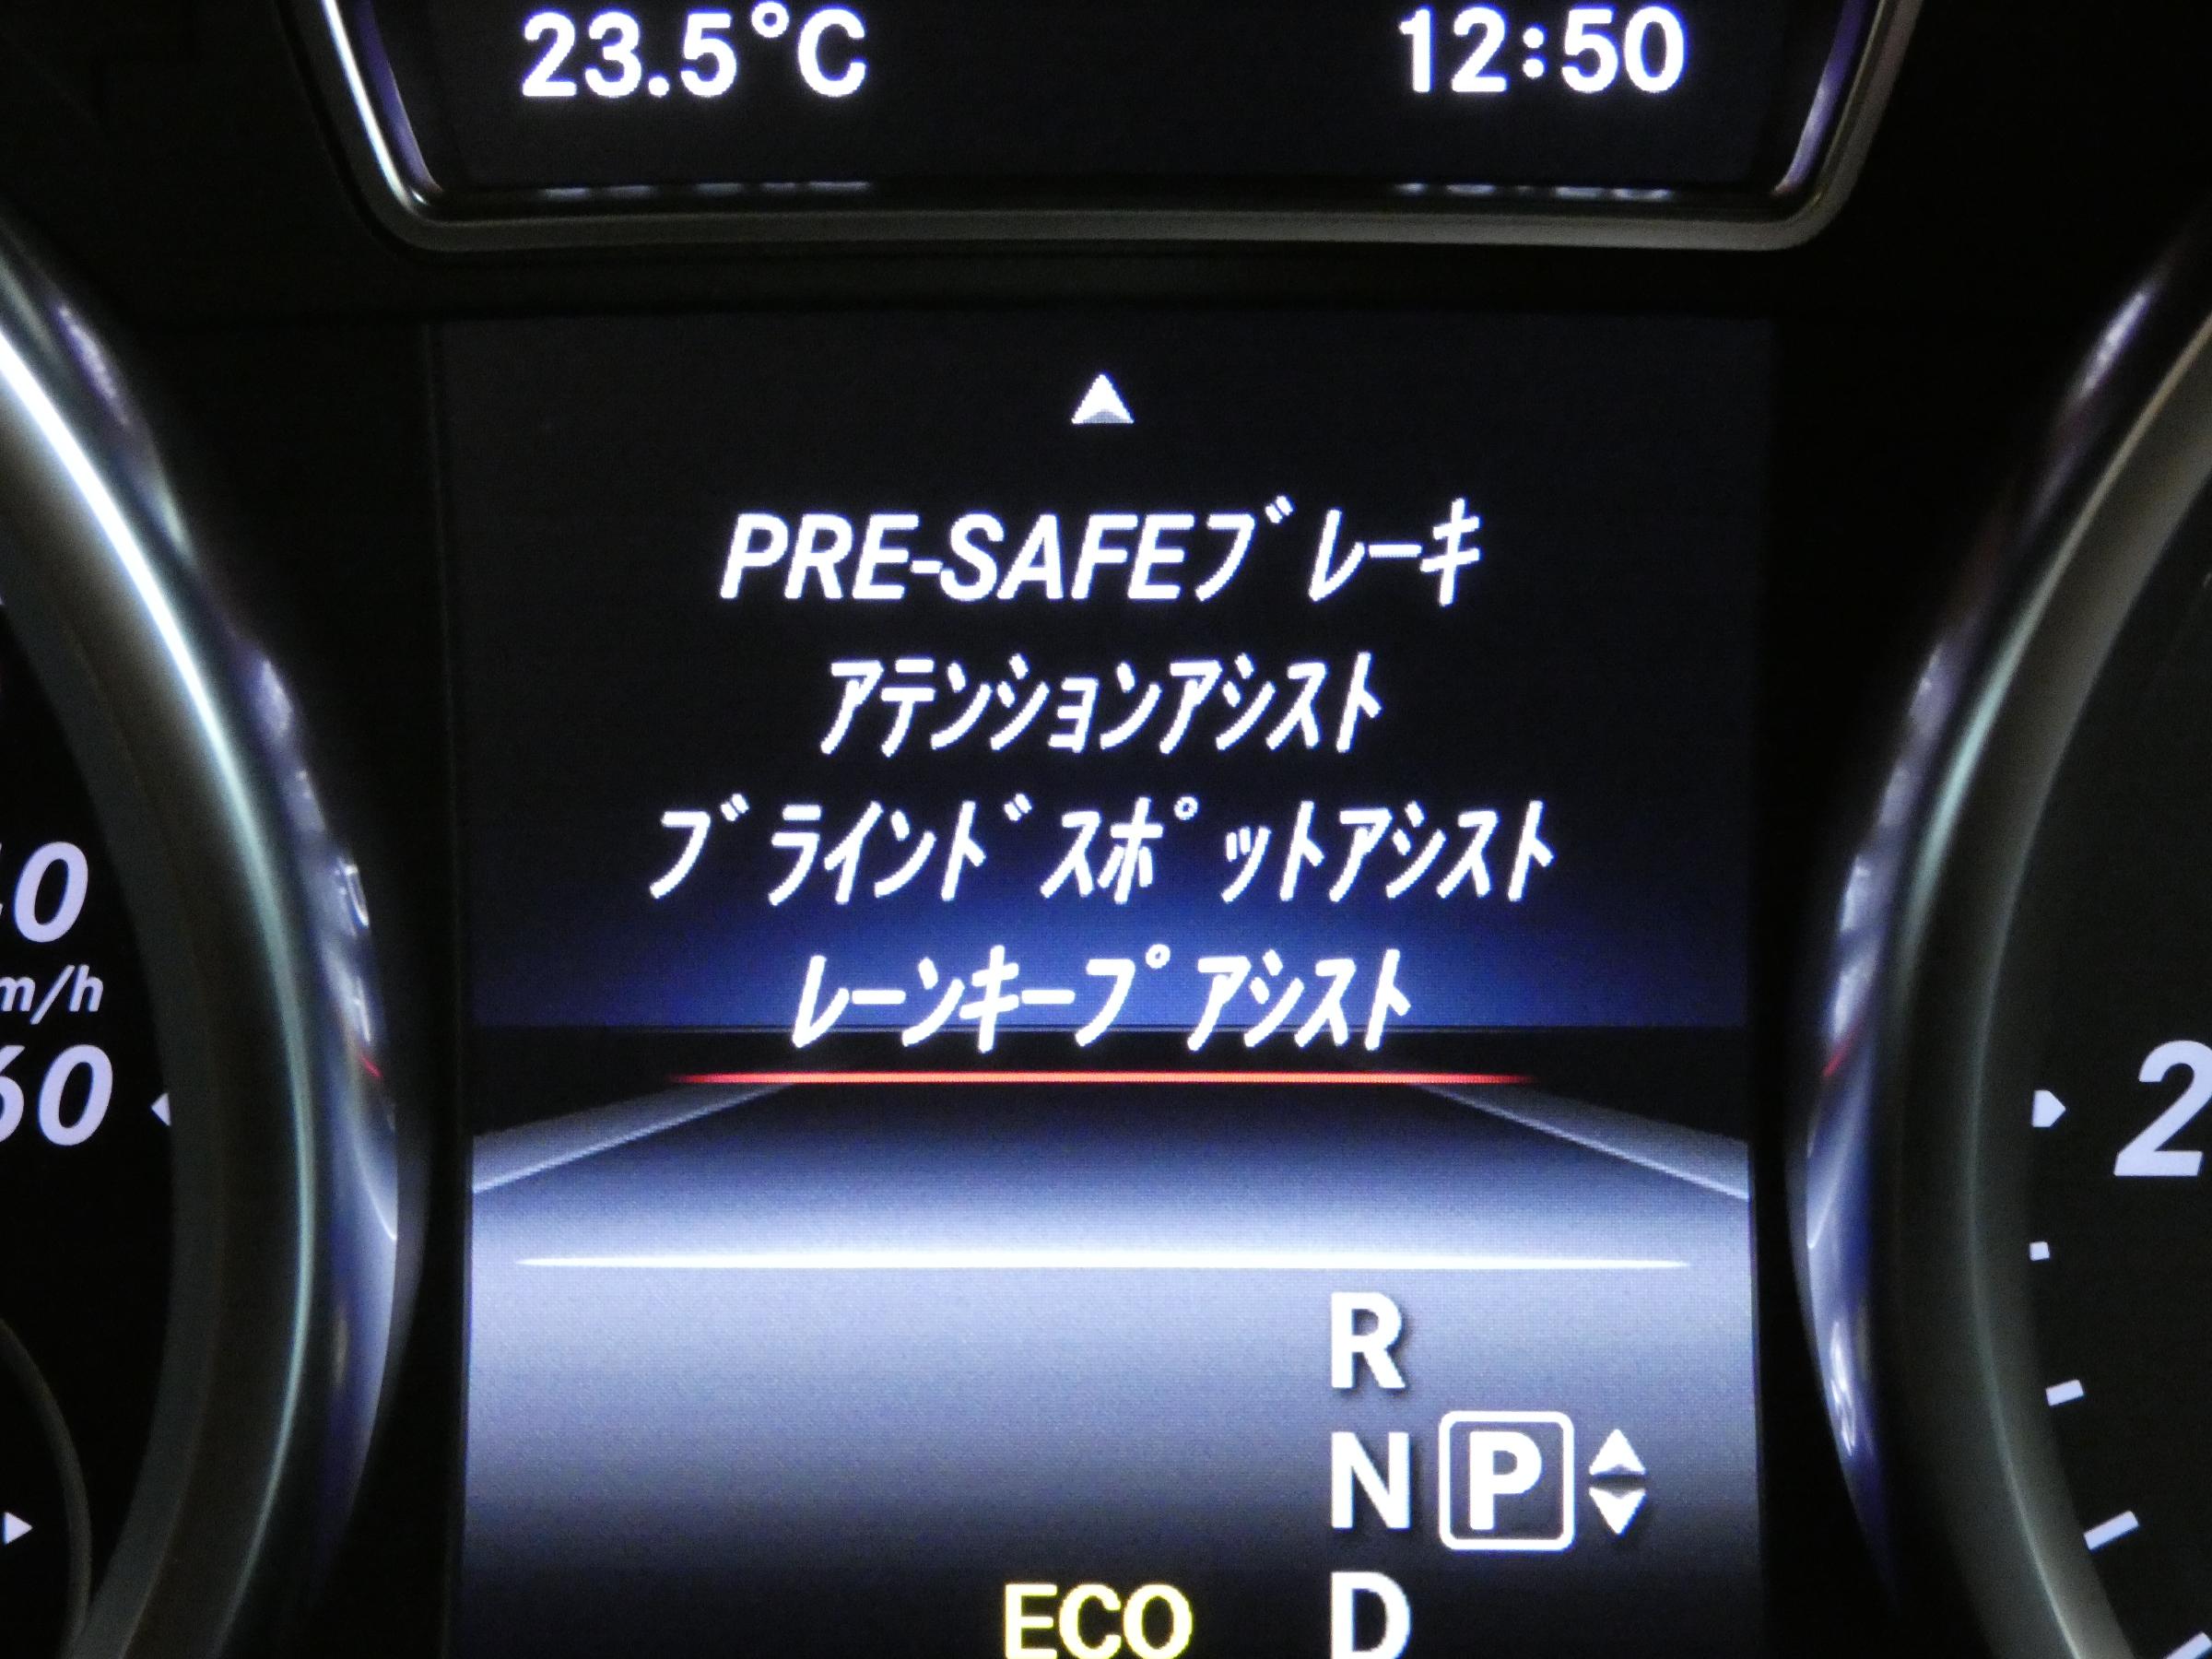 23.5°C 12:50
PRE-SAFEブレーキ
アテンションアシスト
ブラインドスポットアシスト
レーンキープアシスト
m/h
60
2
R
N P
ECO D